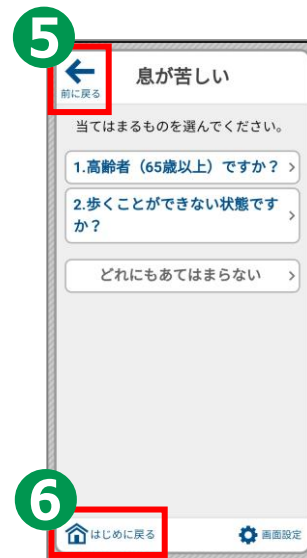 5
息が苦しい
前に戻る
当てはまるものを選んでください。
1.高齢者（65歳以上）ですか？
2.歩くことができない状態です
か？
どれにもあてはまらない
6
はじめに戻る
画面設定